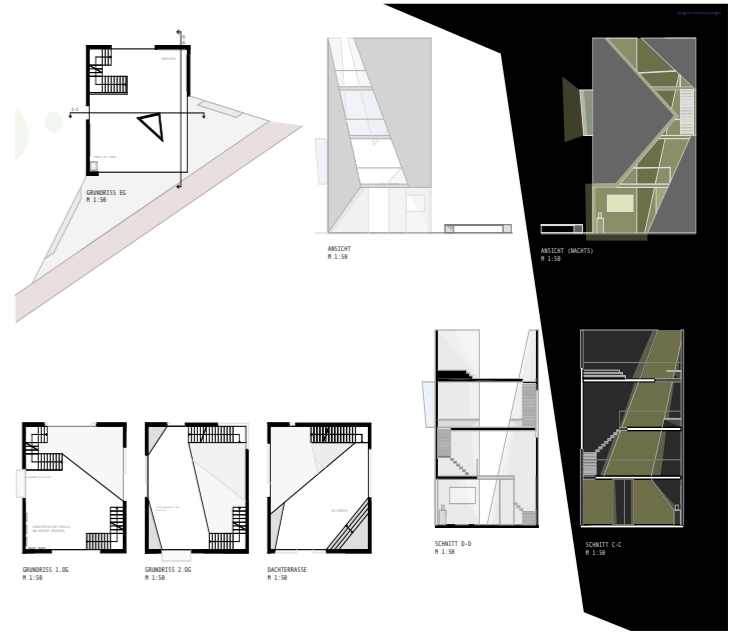 D-D
C-C
GRUNDRISS EG
M 1:50
ANSICHT
M 1:50
ANSICHT (NACHTS)
M 1:50
GRUNDRISS 1.OG
M 1:50
GRUNDRISS 2.OG
M 1:50
DACHTERRASSE
M 1:50
SCHNITT D-D
M 1:50
SCHNITT C-C
M 1:50